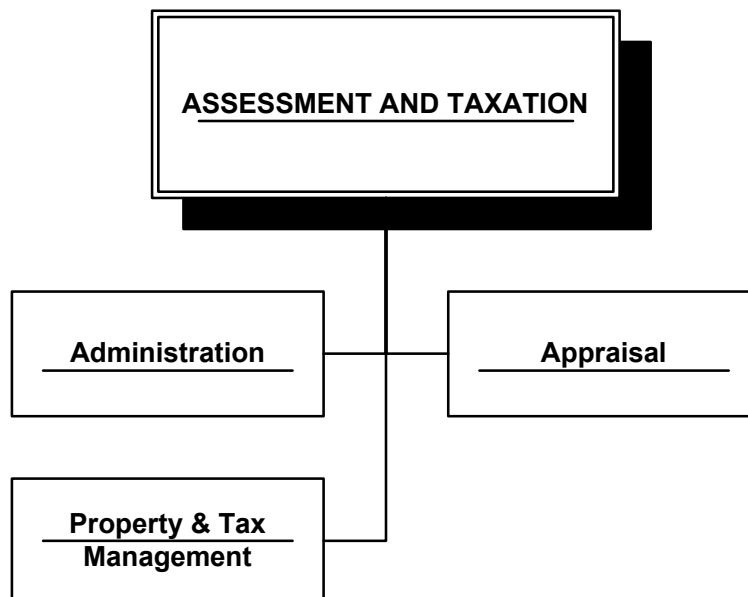 ASSESSMENT AND TAXATION
Administration
Appraisal
Property & Tax
Management